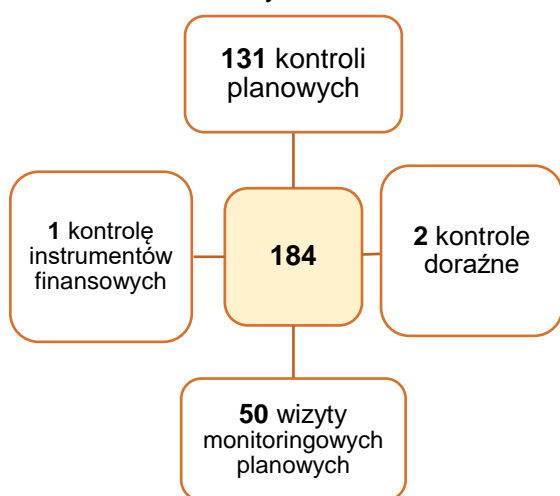 131 kontroli
planowych
1 kontrolę
instrumentów
finansowych
184
2 kontrole
doraźne
50 wizyty
monitoringowych
planowych